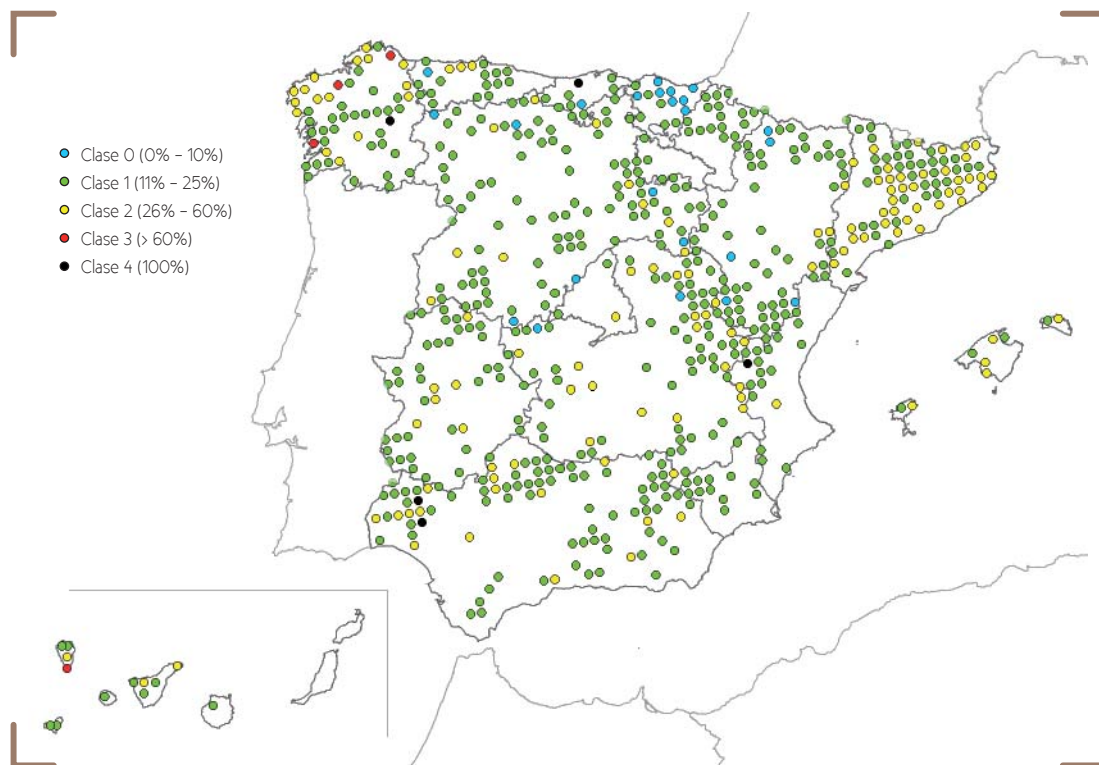 Clase 0 (0% – 10%)
Clase 1 (11% – 25%)
Clase 2 (26% – 60%)
Clase 3 (> 60%)
Clase 4 (100%)